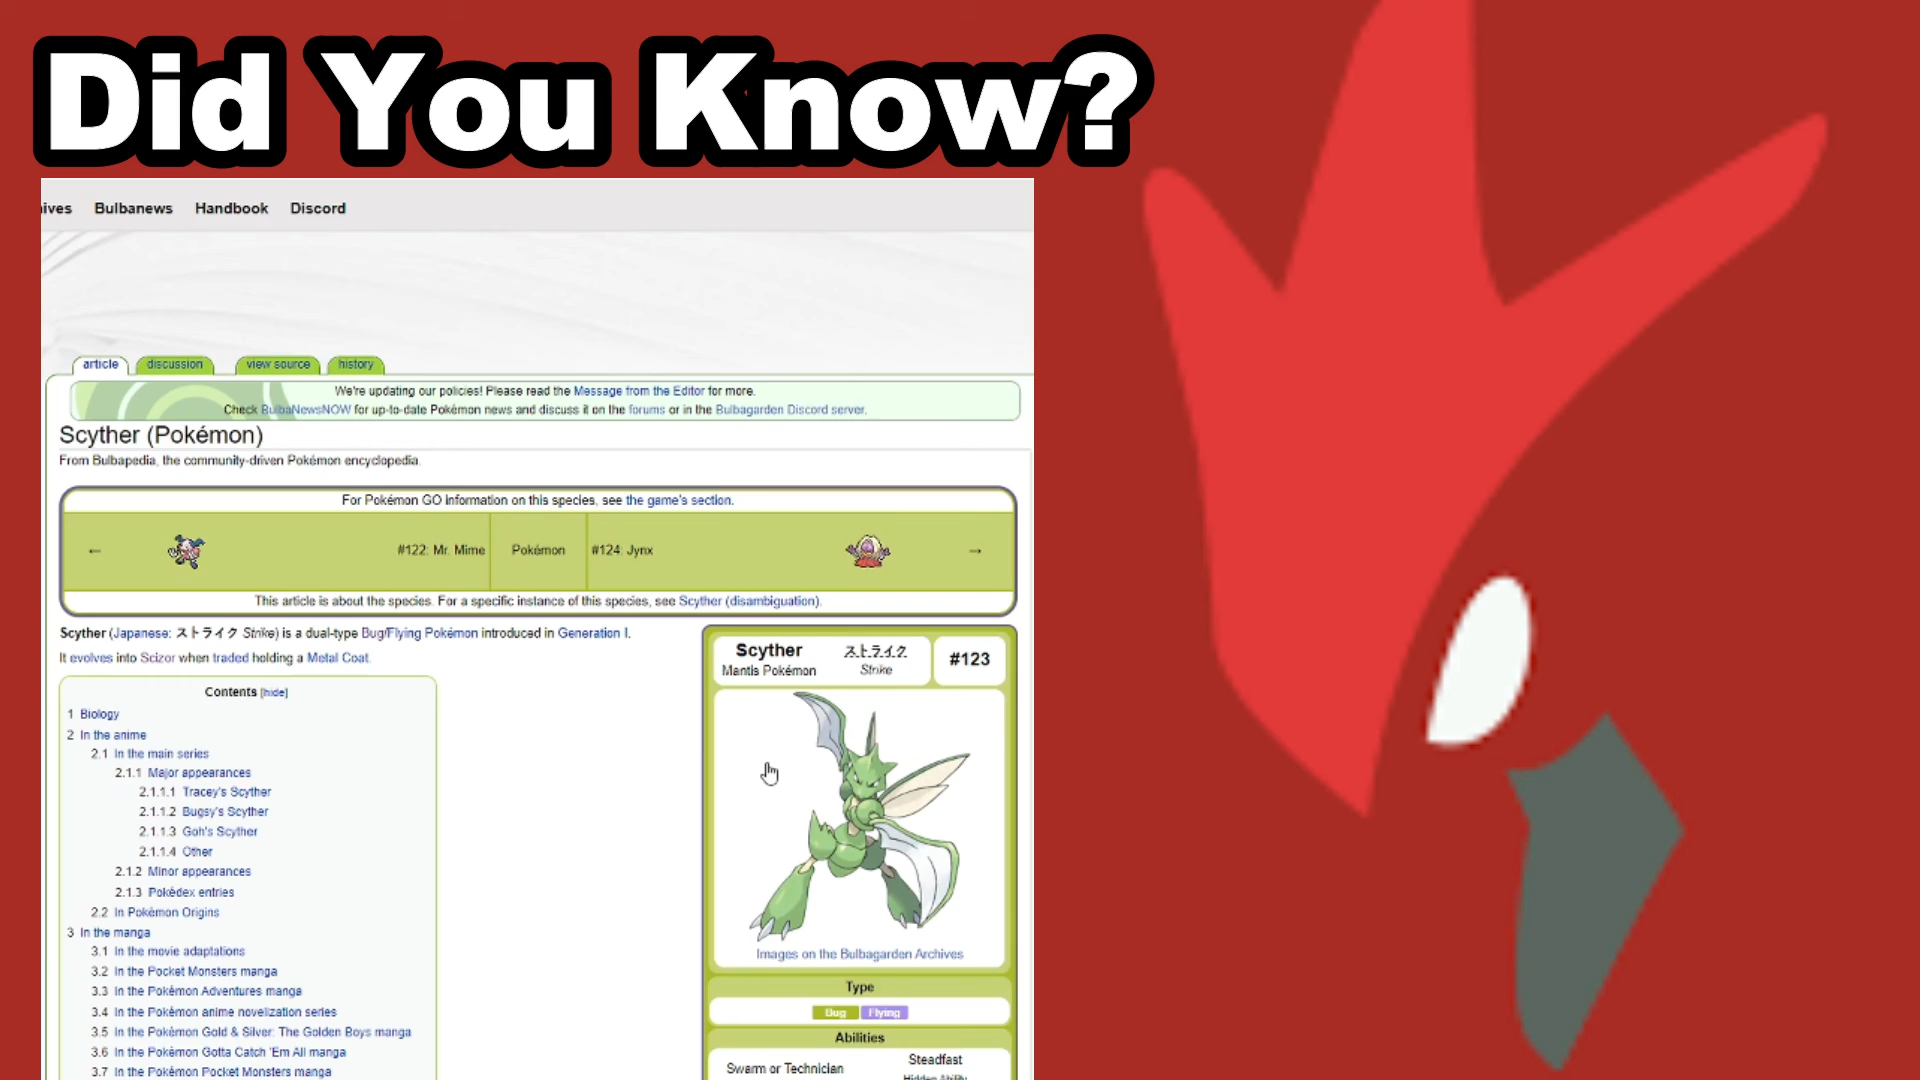 Did You Know?
ives Bulbanews Handbook Discord
article discussion view source history
We're updating our policies! Please read the Message from the Editor for more.
Check BulbaNewsNOW for up-to-date Pokémon news and discuss it on the forums or in the Bulbagarden Discord server.
Scyther (Pokémon)
From Bulbapedia, the community-driven Pokémon encyclopedia.
For Pokémon GO information on this species, see the game's section.
← #122: Mr. Mime Pokémon #124: Jynx →
This article is about the species. For a specific instance of this species, see Scyther (disambiguation).
Scyther (Japanese: ストライク Strike) is a dual-type Bug/Flying Pokémon introduced in Generation I.
It evolves into Scizor when traded holding a Metal Coat.
Contents [hide]
1 Biology
2 In the anime
2.1 In the main series
2.1.1 Major appearances
2.1.1.1 Tracey's Scyther
2.1.1.2 Bugsy's Scyther
2.1.1.3 Goh's Scyther
2.1.1.4 Other
2.1.2 Minor appearances
2.1.3 Pokédex entries
2.2 In Pokémon Origins
3 In the manga
3.1 In the movie adaptations
3.2 In the Pocket Monsters manga
3.3 In the Pokémon Adventures manga
3.4 In the Pokémon anime novelization series
3.5 In the Pokémon Gold & Silver: The Golden Boys manga
3.6 In the Pokémon Gotta Catch 'Em All manga
3.7 In the Pokémon Pocket Monsters manga
Scyther ストライク #123
Mantis Pokémon Strike
Images on the Bulbagarden Archives
Type
Bug Flying
Abilities
Swarm or Technician Steadfast
Hidden Ability